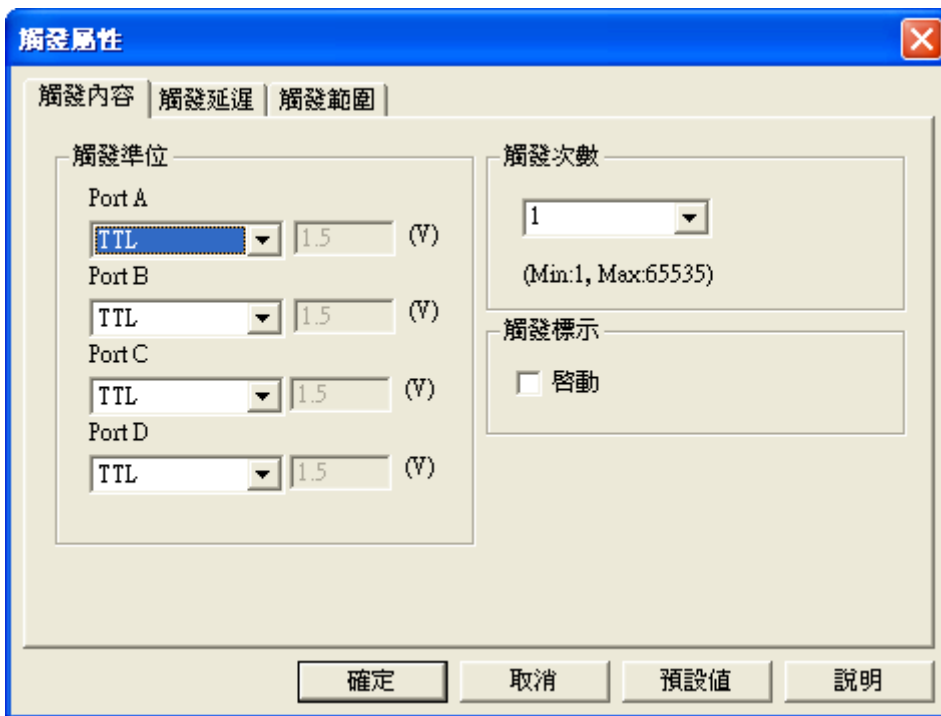 觸發屬性
觸發內容 觸發延遲 觸發範圍
觸發準位
Port A
TTL 1.5 (V)
Port B
TTL 1.5 (V)
Port C
TTL 1.5 (V)
Port D
TTL 1.5 (V)
觸發次數
1
(Min:1, Max:65535)
觸發標示
啓動
確定 取消 預設值 說明